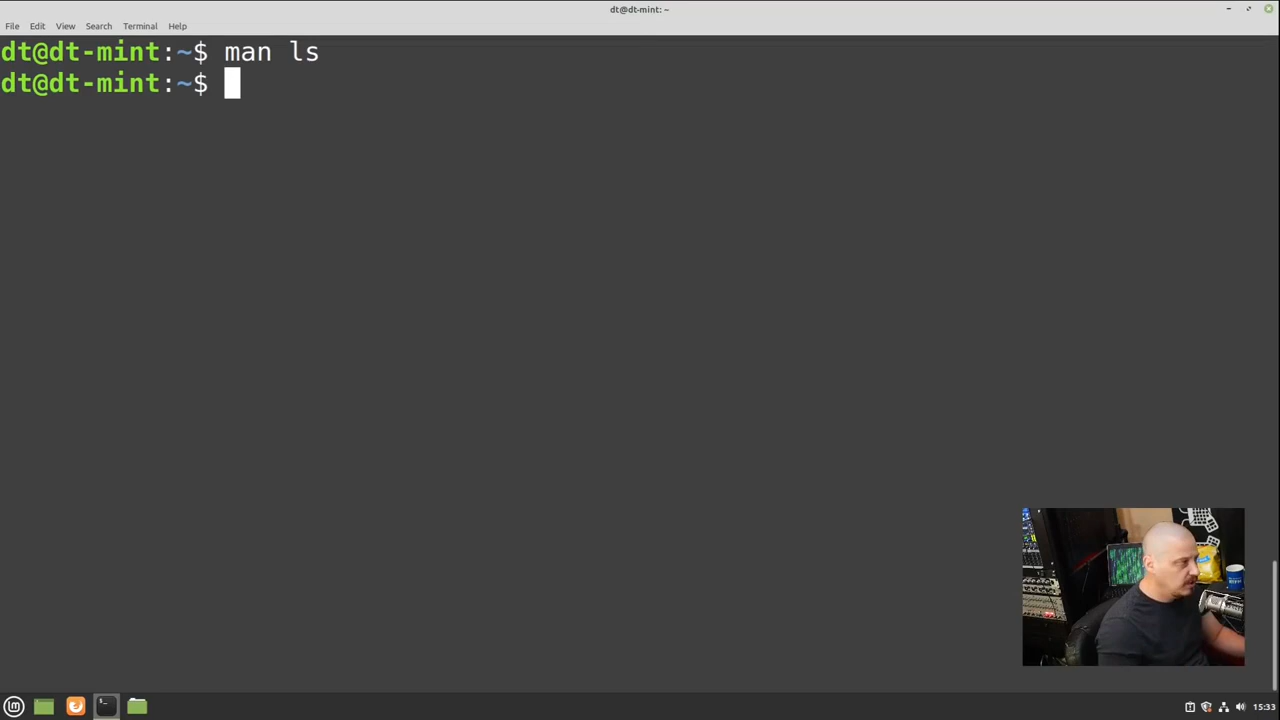 dt@dt-mint: ~
File Edit View Search Terminal Help
dt@dt-mint:~$ man ls
dt@dt-mint:~$
15:33